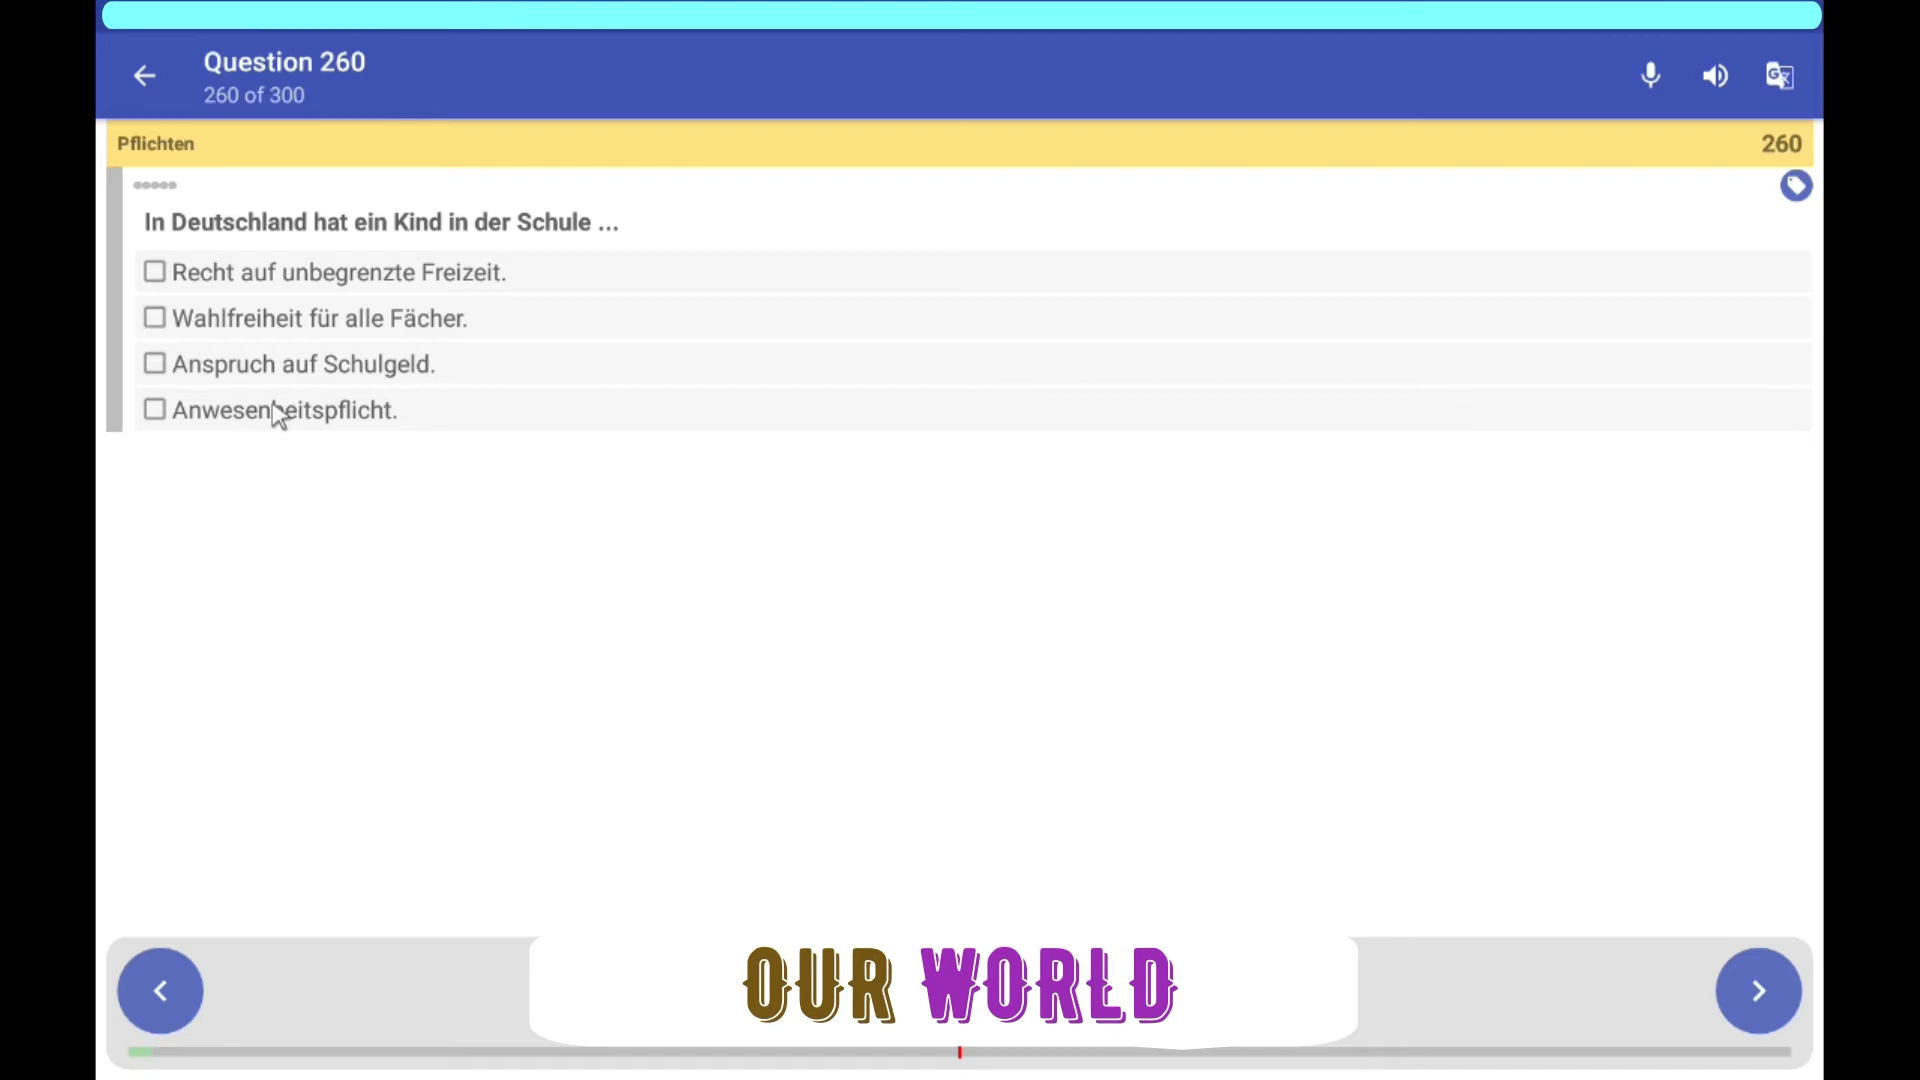 Question 260
260 of 300
Pflichten
260
In Deutschland hat ein Kind in der Schule ...
Recht auf unbegrenzte Freizeit.
Wahlfreiheit für alle Fächer.
Anspruch auf Schulgeld.
Anwesenheitspflicht.
OUR WORLD